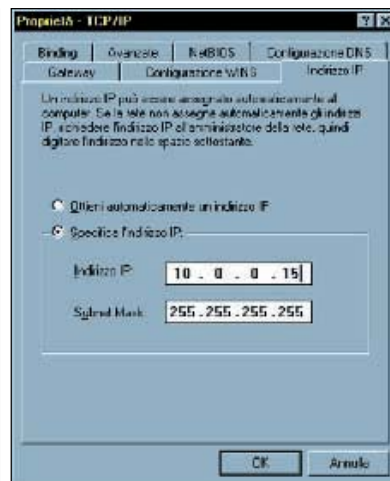 Proprietà - TCP/IP
Binding Avanzate NetBIOS Configurazione DNS
Gateway Configurazione WINS Indirizzo IP
Un indirizzo IP può essere assegnato automaticamente al
computer. Se la rete non assegna automaticamente gli indirizzi
IP, richiedere l'indirizzo IP all'amministratore della rete, quindi
digitare l'indirizzo nello spazio sottostante.
Ottieni automaticamente un indirizzo IP
Specifica l'indirizzo IP:
Indirizzo IP: 10 . 0 . 0 . 15
Subnet Mask: 255 . 255 . 255 . 255
OK Annulla